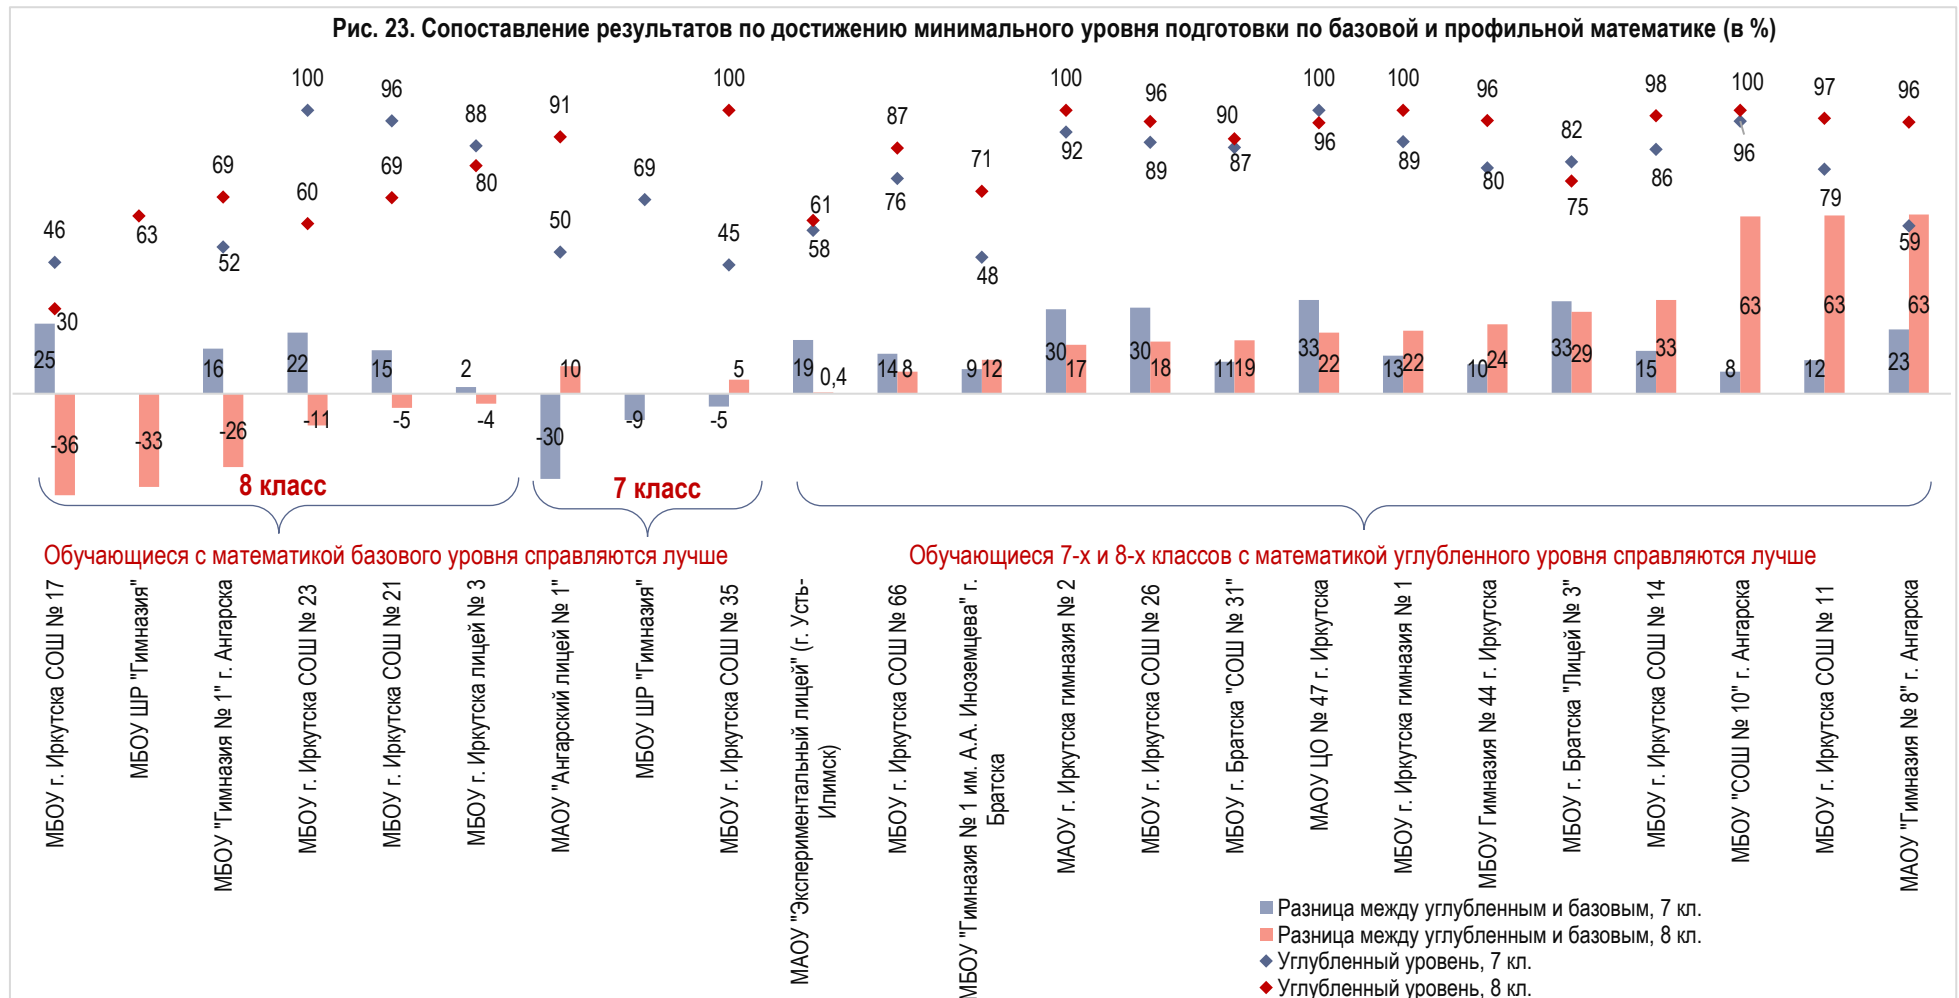 Рис. 23. Сопоставление результатов по достижению минимального уровня подготовки по базовой и профильной математике (в %)
100 96 88 91 100 87 100 96 90 100 100 96 82 98 100 97 96
69 60 69 80 69 61 76 71 92 89 87 96 89 80 75 86 96 79
46 63 52 50 45 58 48 59
30
25 16 22 15 2 10 5 19 0,4 14 8 9 12 30 17 30 18 11 19 33 22 13 22 10 24 33 29 15 33 8 63 12 63 23 63
-36 -33 -26 -11 -5 -4 -30 -9 -5
8 класс
7 класс
Обучающиеся с математикой базового уровня справляются лучше
Обучающиеся 7-х и 8-х классов с математикой углубленного уровня справляются лучше
МБОУ г. Иркутска СОШ № 17
МБОУ ШР "Гимназия"
МБОУ "Гимназия № 1" г. Ангарска
МБОУ г. Иркутска СОШ № 23
МБОУ г. Иркутска СОШ № 21
МБОУ г. Иркутска лицей № 3
МАОУ "Ангарский лицей № 1"
МБОУ ШР "Гимназия"
МБОУ г. Иркутска СОШ № 35
МАОУ "Экспериментальный лицей" (г. Усть-
Илимск)
МБОУ г. Иркутска СОШ № 66
МБОУ "Гимназия № 1 им. А.А. Иноземцева" г.
Братска
МАОУ г. Иркутска гимназия № 2
МБОУ г. Иркутска СОШ № 26
МБОУ г. Братска "СОШ № 31"
МАОУ ЦО № 47 г. Иркутска
МБОУ г. Иркутска гимназия № 1
МБОУ Гимназия № 44 г. Иркутска
МБОУ г. Братска "Лицей № 3"
МБОУ г. Иркутска СОШ № 14
МБОУ "СОШ № 10" г. Ангарска
МБОУ г. Иркутска СОШ № 11
МАОУ "Гимназия № 8" г. Ангарска
Разница между углубленным и базовым, 7 кл.
Разница между углубленным и базовым, 8 кл.
Углубленный уровень, 7 кл.
Углубленный уровень, 8 кл.